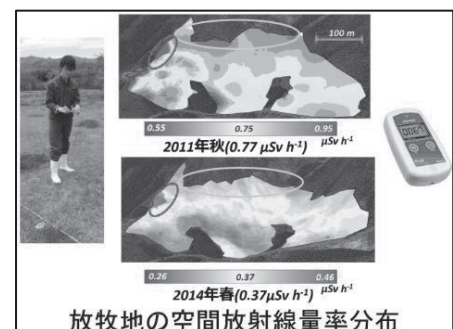 100 m
0.55 0.75 0.95
2011年秋(0.77 μSv h⁻¹) μSv h⁻¹
0.26 0.37 0.46
2014年春(0.37μSv h⁻¹) μSv h⁻¹
放牧地の空間放射線量率分布